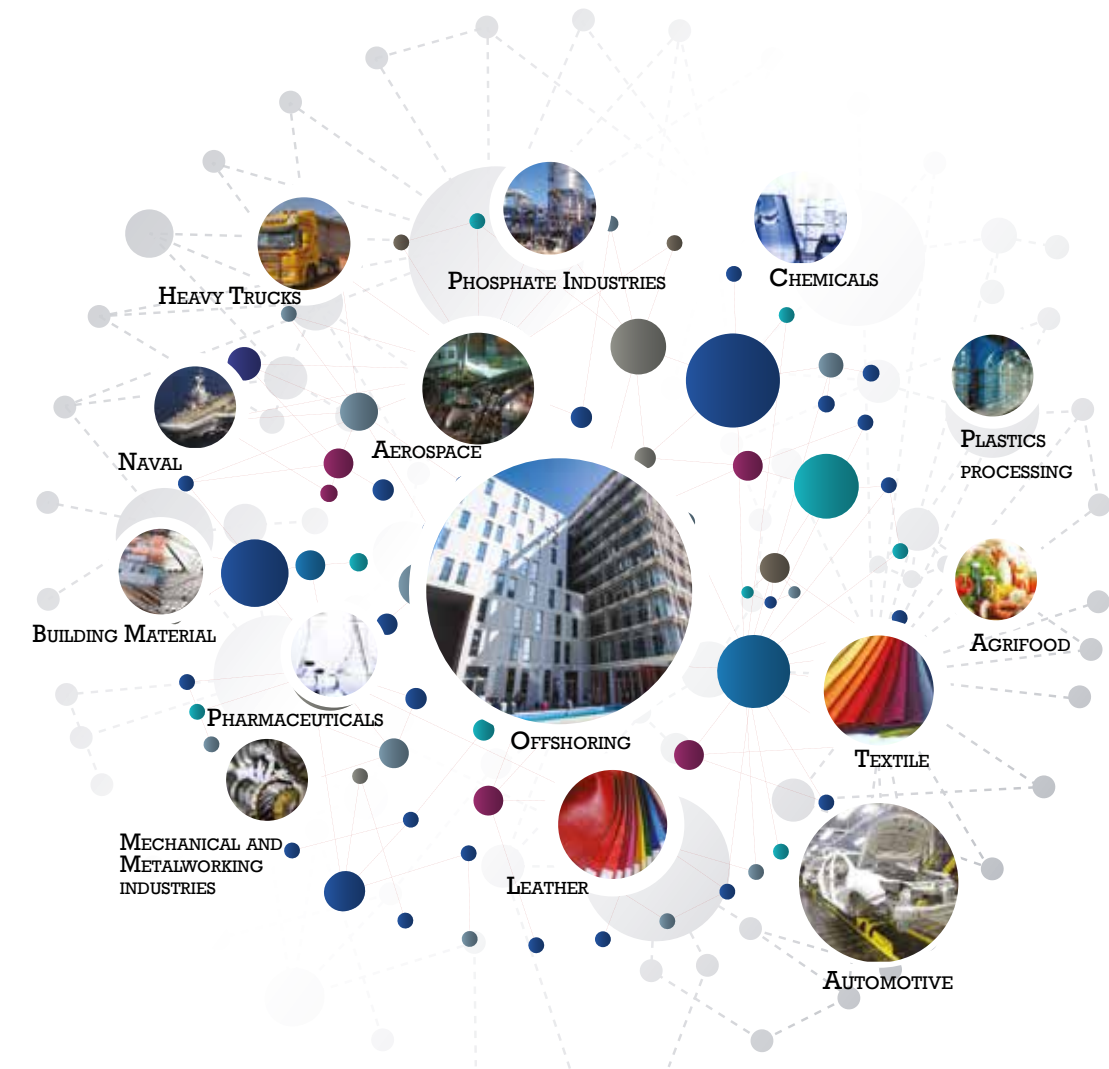 Phosphate Industries
Chemicals
Heavy Trucks
Plastics
processing
Aerospace
Naval
Building Material
Agrifood
Pharmaceuticals
Offshoring
Textile
Mechanical and
Metalworking
industries
Leather
Automotive